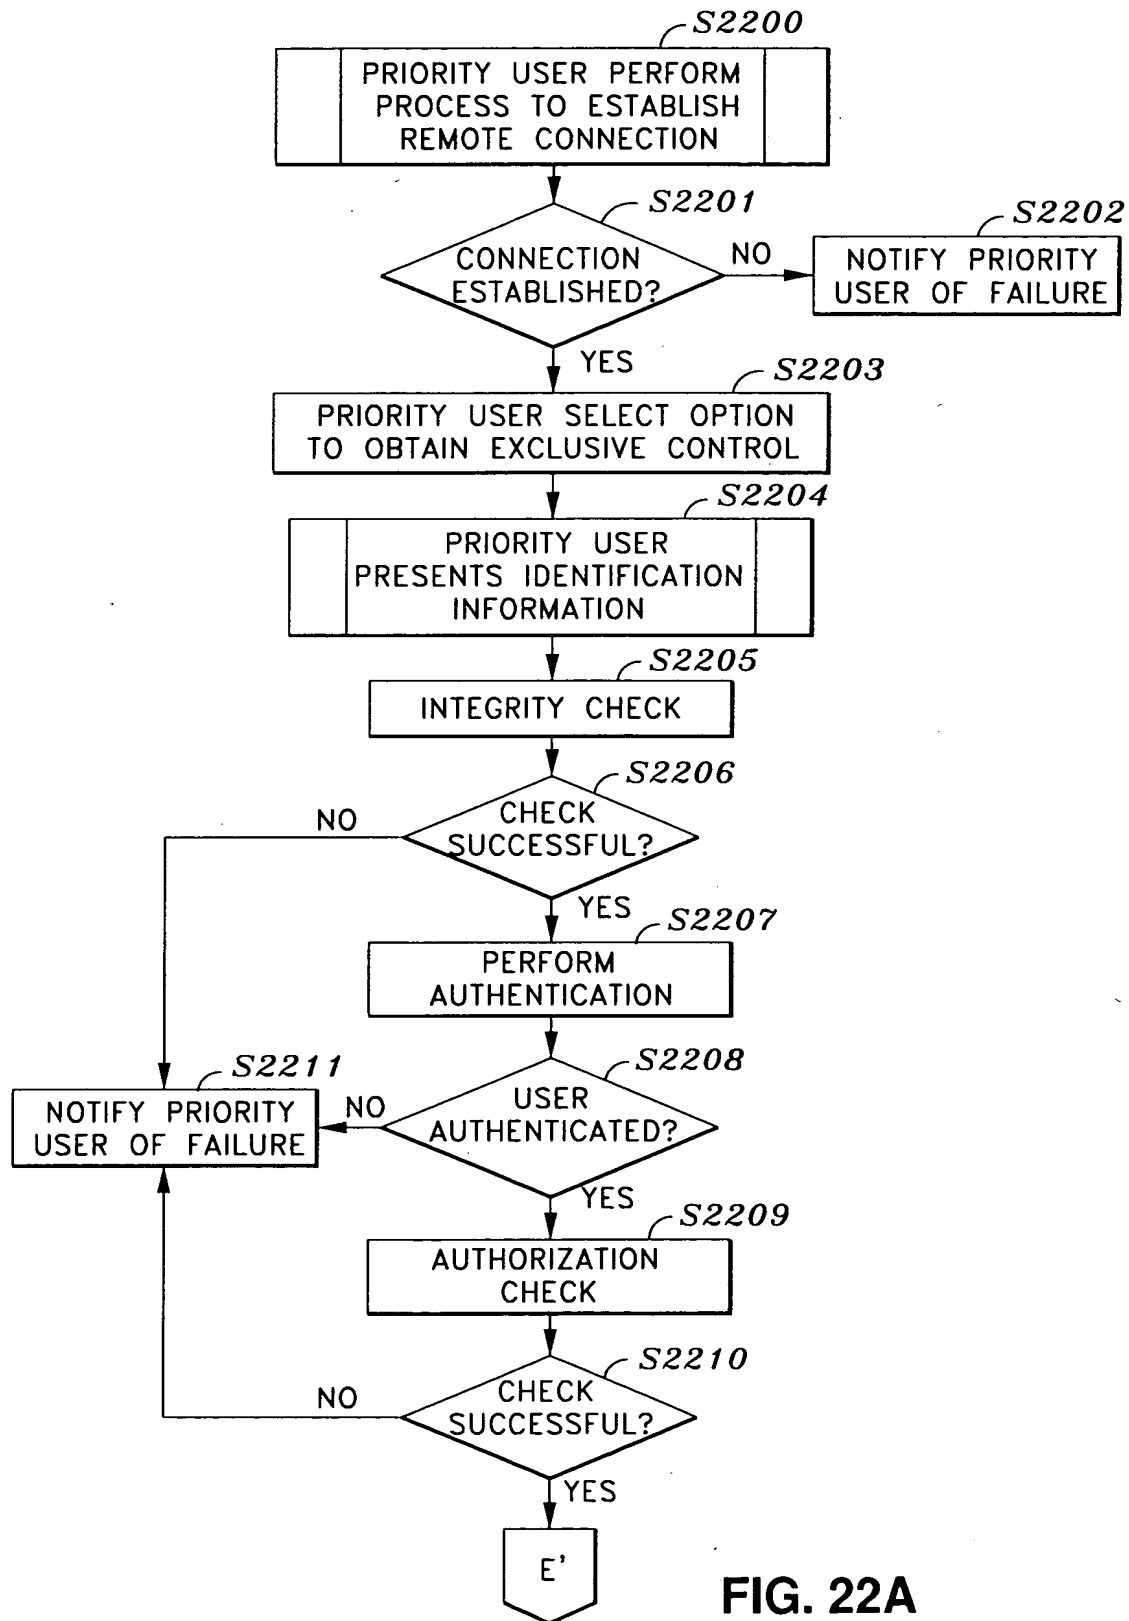 S2200
PRIORITY USER PERFORM
PROCESS TO ESTABLISH
REMOTE CONNECTION
S2201
CONNECTION
ESTABLISHED?
NO
S2202
NOTIFY PRIORITY
USER OF FAILURE
YES
S2203
PRIORITY USER SELECT OPTION
TO OBTAIN EXCLUSIVE CONTROL
S2204
PRIORITY USER
PRESENTS IDENTIFICATION
INFORMATION
S2205
INTEGRITY CHECK
S2206
CHECK
SUCCESSFUL?
NO
YES
S2207
PERFORM
AUTHENTICATION
S2208
USER
AUTHENTICATED?
NO
S2211
NOTIFY PRIORITY
USER OF FAILURE
YES
S2209
AUTHORIZATION
CHECK
S2210
CHECK
SUCCESSFUL?
NO
YES
E'
FIG. 22A